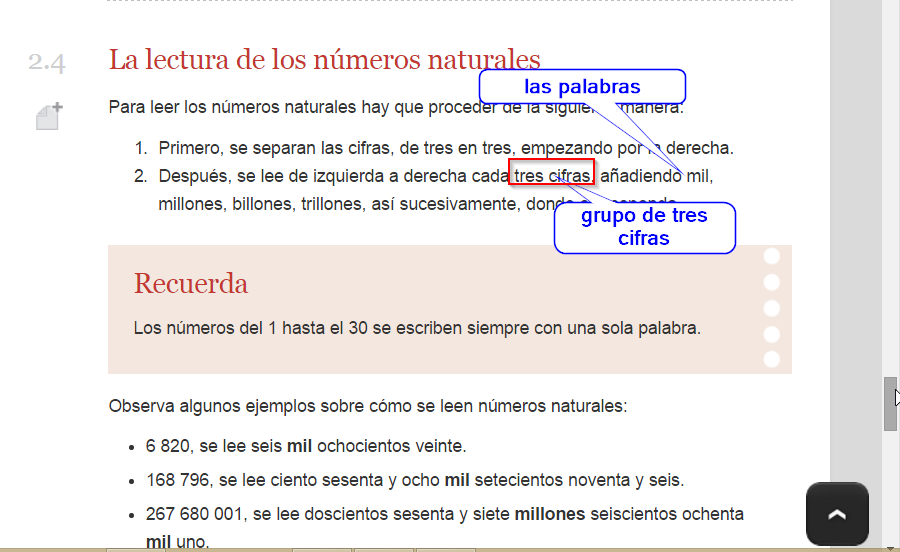 2.4 La lectura de los números naturales
las palabras
Para leer los números naturales hay que proceder de la manera:
1. Primero, se separan las cifras, de tres en tres, empezando por la derecha.
2. Después, se lee de izquierda a derecha cada tres cifras, añadiendo mil,
millones, billones, trillones, así sucesivamente,
grupo de tres
cifras
Recuerda
Los números del 1 hasta el 30 se escriben siempre con una sola palabra.
Observa algunos ejemplos sobre cómo se leen números naturales:
• 6 820, se lee seis mil ochocientos veinte.
• 168 796, se lee ciento sesenta y ocho mil setecientos noventa y seis.
• 267 680 001, se lee doscientos sesenta y siete millones seiscientos ochenta
mil uno.